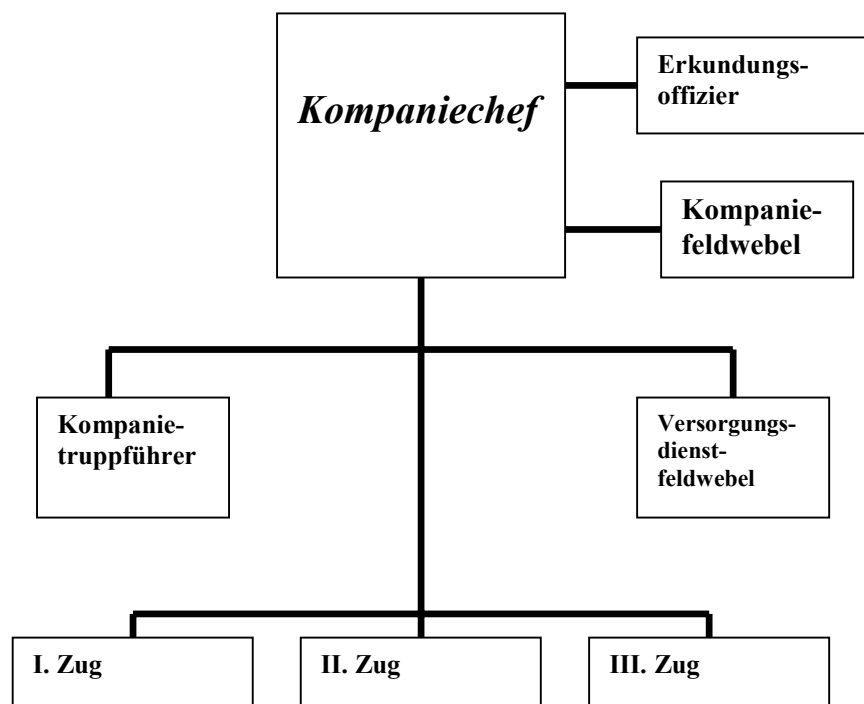 Kompaniechef
Erkundungs-
offizier
Kompanie-
feldwebel
Kompanie-
truppführer
Versorgungs-
dienst-
feldwebel
I. Zug
II. Zug
III. Zug